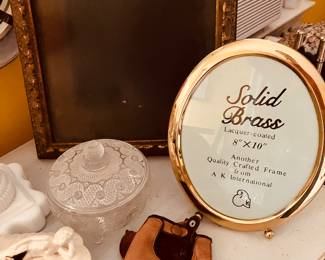 Solid
Brass
Lacquer-coated
8"×10"
Another
Quality Crafted Frame
from
A K International